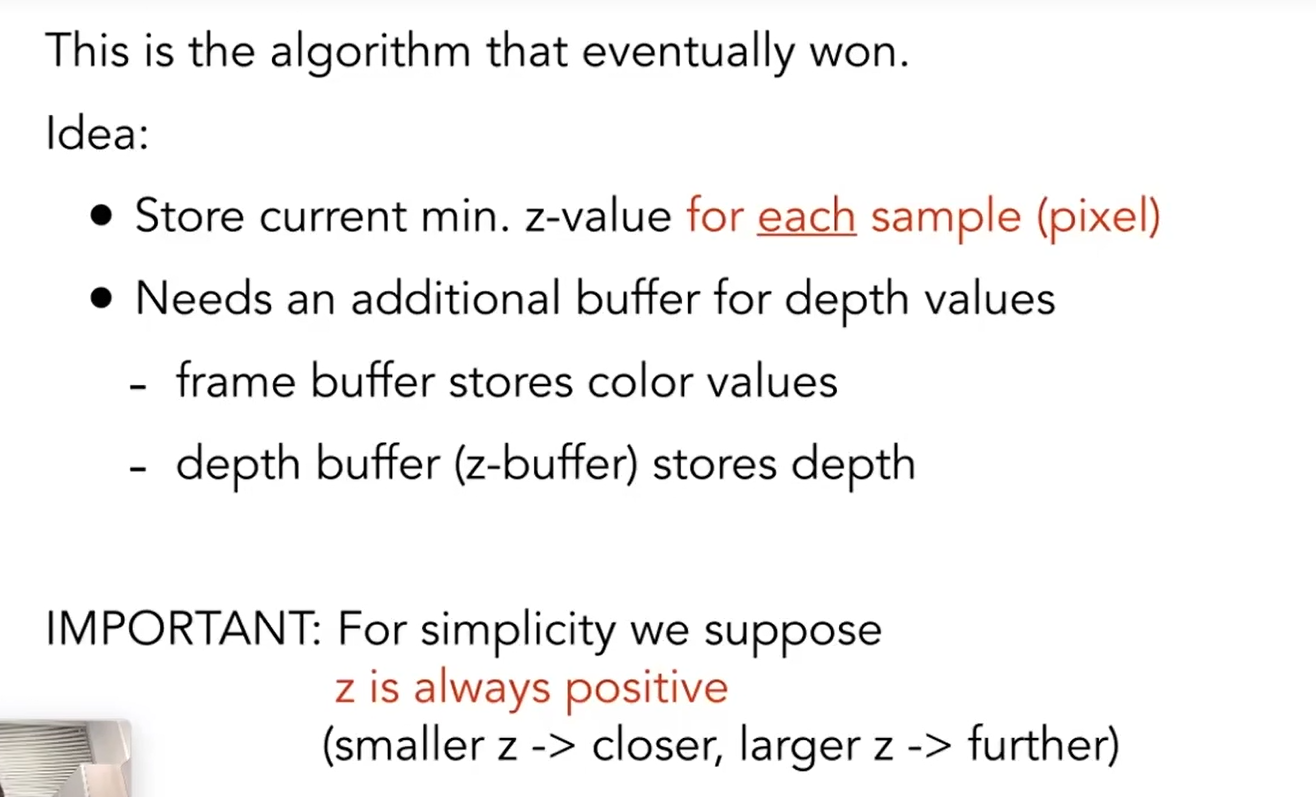 This is the algorithm that eventually won.
Idea:
● Store current min. z-value for each sample (pixel)
● Needs an additional buffer for depth values
- frame buffer stores color values
- depth buffer (z-buffer) stores depth
IMPORTANT: For simplicity we suppose
z is always positive
(smaller z -> closer, larger z -> further)